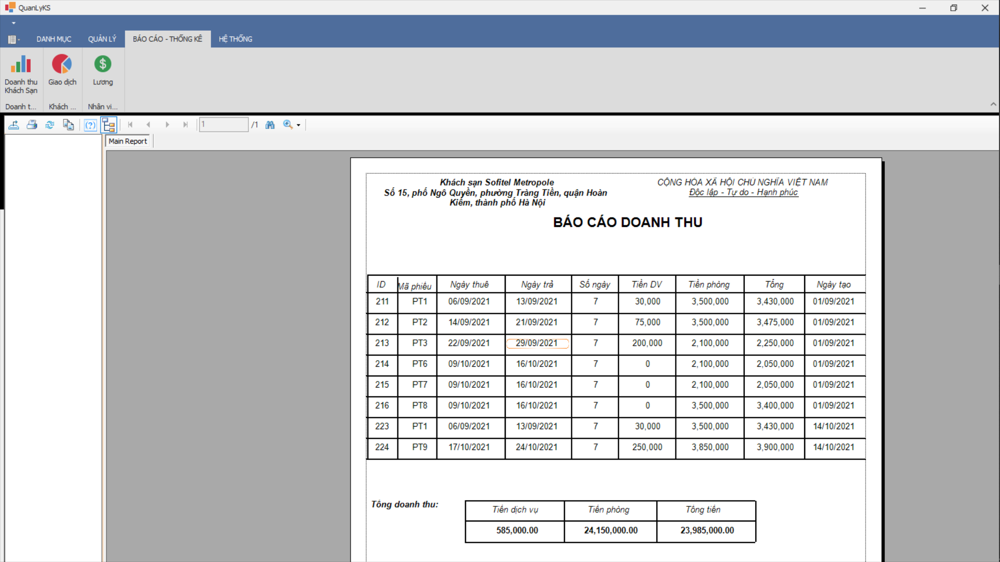 QuanLyKS
DANH MỤC QUẢN LÝ BÁO CÁO - THỐNG KÊ HỆ THỐNG
Doanh thu Khách Sạn
Giao dịch
Lương
Doanh t... Khách ... Nhân vi...
1 /1
Main Report
Khách sạn Sofitel Metropole
Số 15, phố Ngô Quyền, phường Tràng Tiền, quận Hoàn
Kiếm, thành phố Hà Nội
CỘNG HÒA XÃ HỘI CHỦ NGHĨA VIỆT NAM
Độc lập - Tự do - Hạnh phúc
BÁO CÁO DOANH THU
ID Mã phiếu Ngày thuê Ngày trả Số ngày Tiền DV Tiền phòng Tổng Ngày tạo
211 PT1 06/09/2021 13/09/2021 7 30,000 3,500,000 3,430,000 01/09/2021
212 PT2 14/09/2021 21/09/2021 7 75,000 3,500,000 3,475,000 01/09/2021
213 PT3 22/09/2021 29/09/2021 7 200,000 2,100,000 2,250,000 01/09/2021
214 PT6 09/10/2021 16/10/2021 7 0 2,100,000 2,050,000 01/09/2021
215 PT7 09/10/2021 16/10/2021 7 0 2,100,000 2,050,000 01/09/2021
216 PT8 09/10/2021 16/10/2021 7 0 3,500,000 3,400,000 01/09/2021
223 PT1 06/09/2021 13/09/2021 7 30,000 3,500,000 3,430,000 14/10/2021
224 PT9 17/10/2021 24/10/2021 7 250,000 3,850,000 3,900,000 14/10/2021
Tổng doanh thu:
Tiền dịch vụ Tiền phòng Tổng tiền
585,000.00 24,150,000.00 23,985,000.00